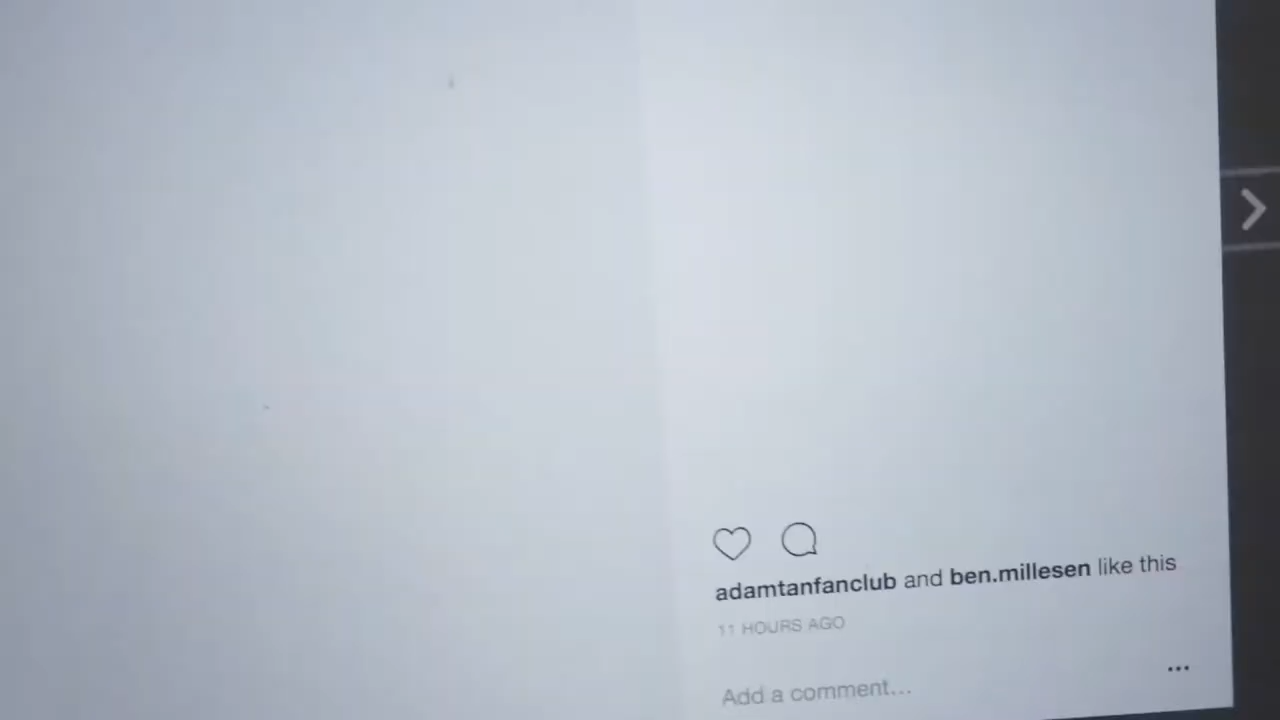 adamtanfanclub and ben.millesen like this
11 HOURS AGO
Add a comment...